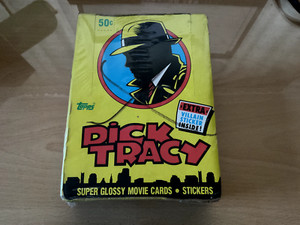 50¢
Topps
EXTRA
VILLAIN
STICKER
INSIDE!
DICK
TRACY
SUPER GLOSSY MOVIE CARDS • STICKERS